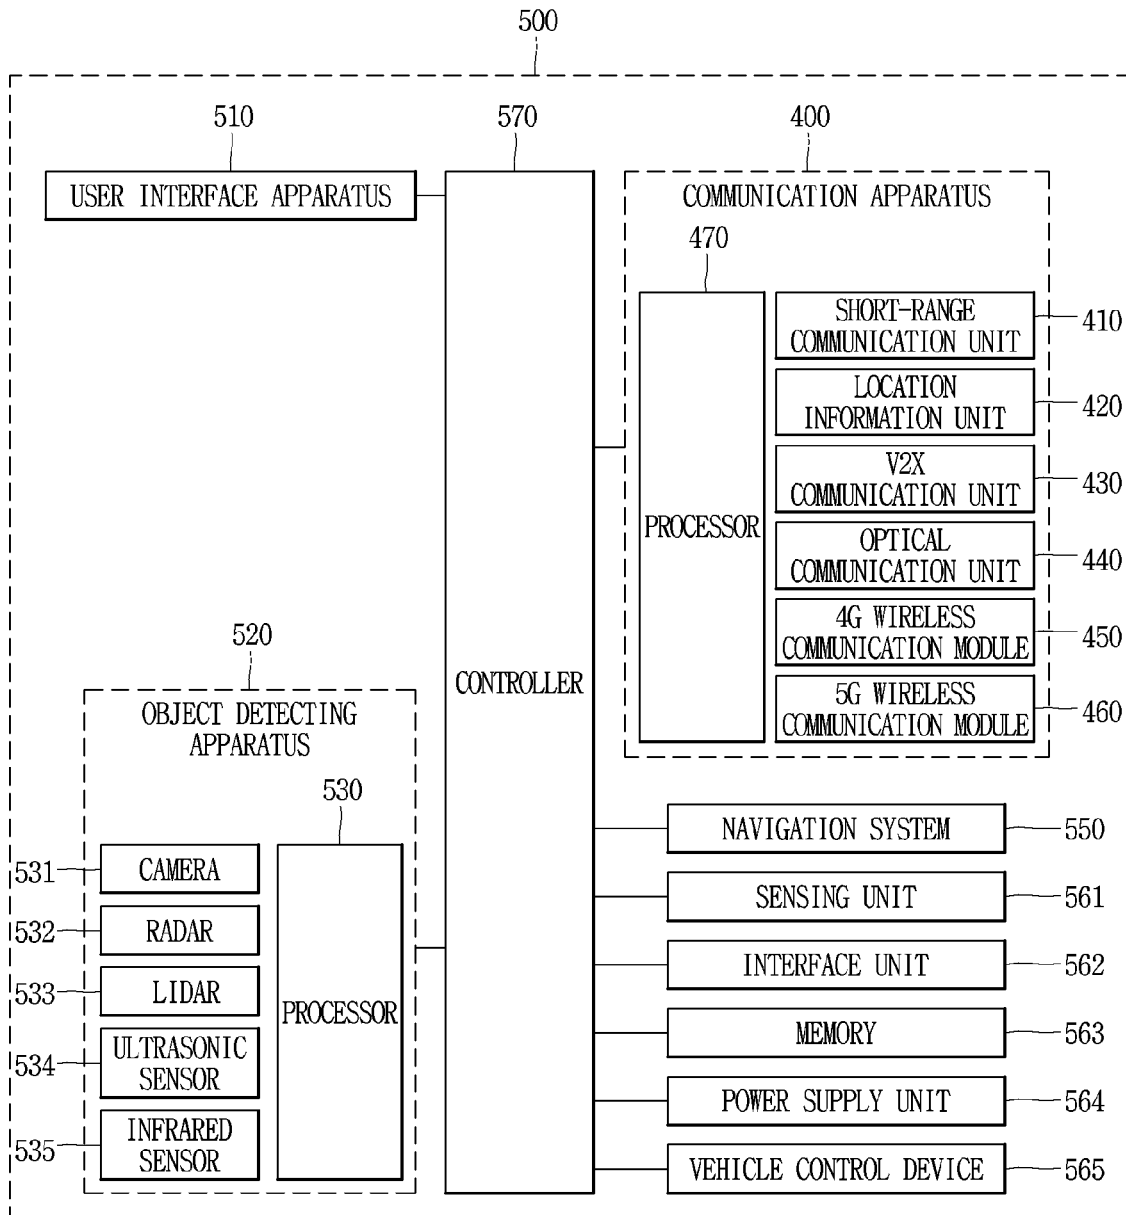 500
510
570
400
USER INTERFACE APPARATUS
COMMUNICATION APPARATUS
470
SHORT-RANGE
COMMUNICATION UNIT
410
LOCATION
INFORMATION UNIT
420
V2X
COMMUNICATION UNIT
430
PROCESSOR
OPTICAL
COMMUNICATION UNIT
440
4G WIRELESS
COMMUNICATION MODULE
450
5G WIRELESS
COMMUNICATION MODULE
460
CONTROLLER
520
OBJECT DETECTING
APPARATUS
530
531
CAMERA
532
RADAR
533
LIDAR
PROCESSOR
534
ULTRASONIC
SENSOR
535
INFRARED
SENSOR
NAVIGATION SYSTEM
550
SENSING UNIT
561
INTERFACE UNIT
562
MEMORY
563
POWER SUPPLY UNIT
564
VEHICLE CONTROL DEVICE
565